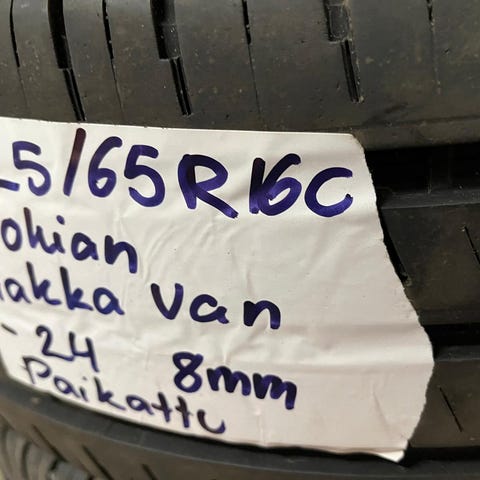 5/65R16C
okian
akka Van
- 24 8mm
Paikattu